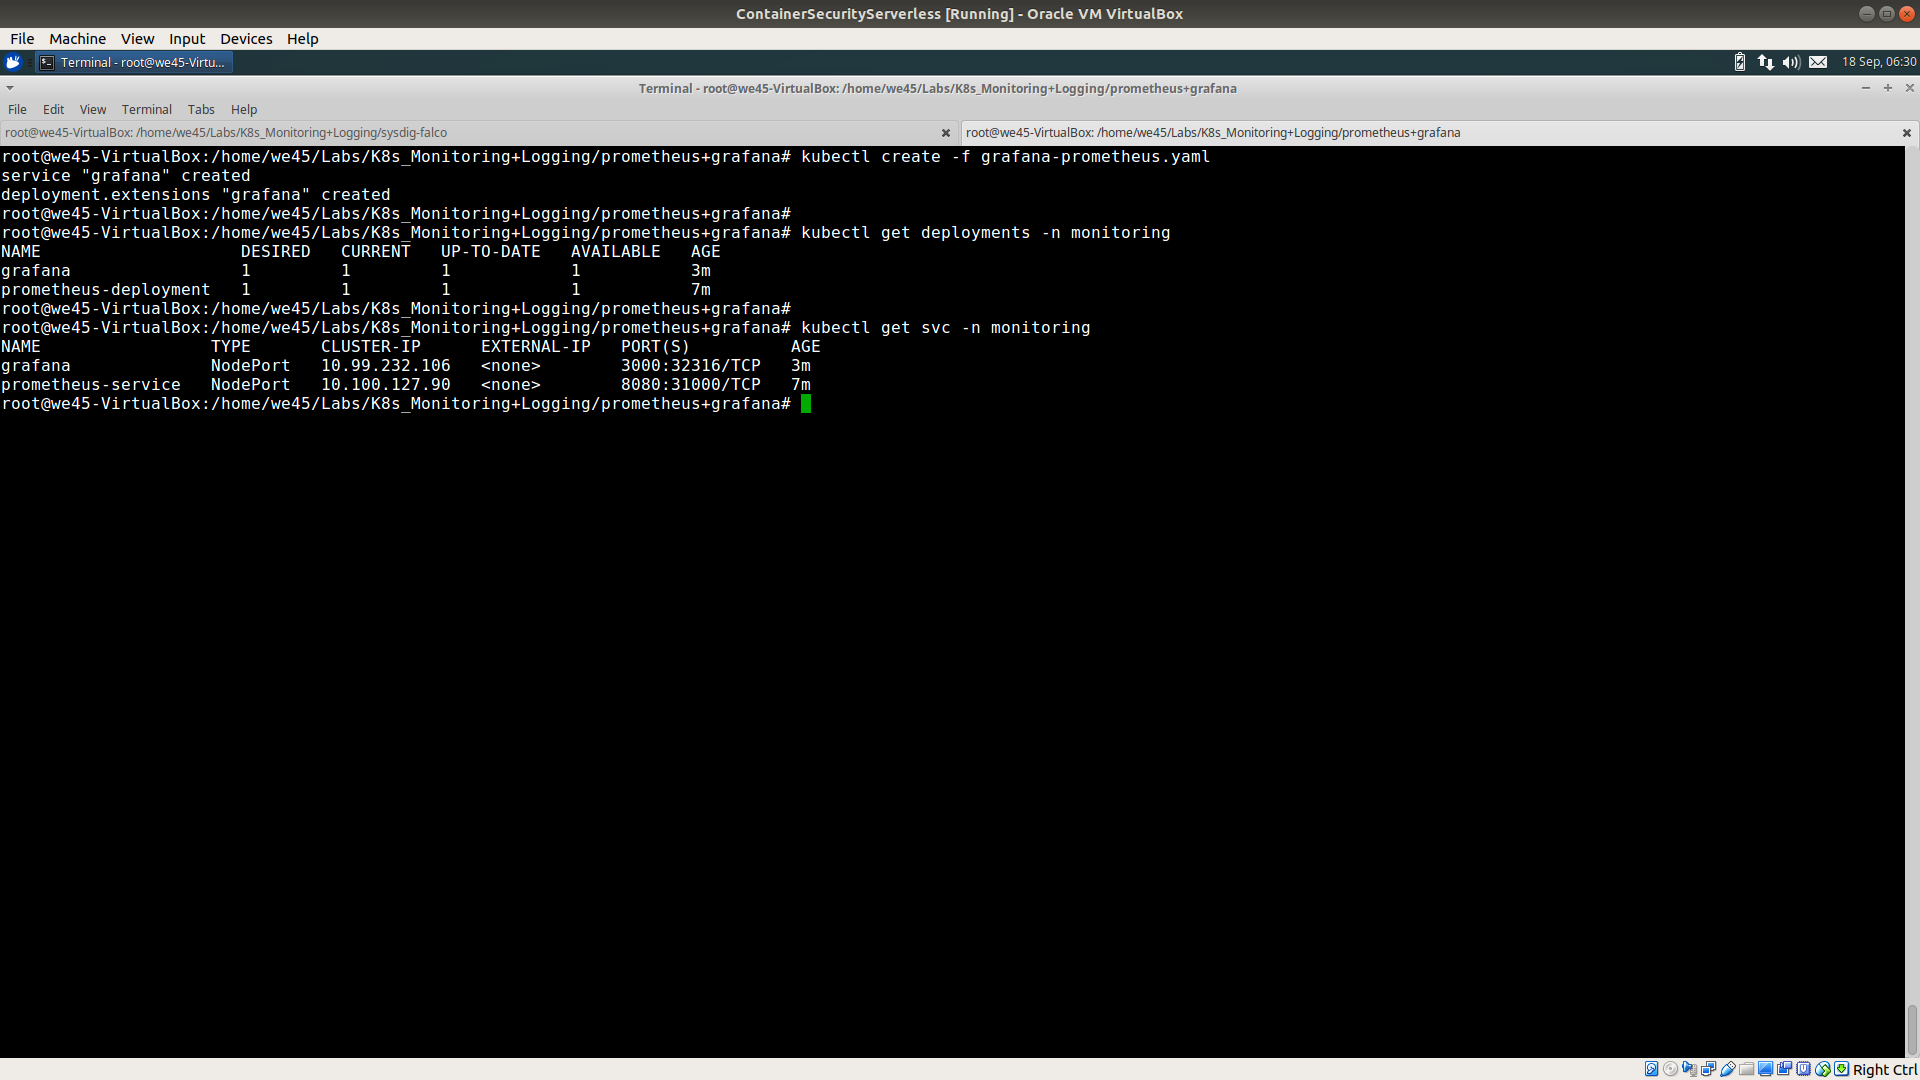 ContainerSecurityServerless [Running] - Oracle VM VirtualBox
File Machine View Input Devices Help
Terminal - root@we45-Virtu...
18 Sep, 06:30
Terminal - root@we45-VirtualBox: /home/we45/Labs/K8s_Monitoring+Logging/prometheus+grafana
File Edit View Terminal Tabs Help
root@we45-VirtualBox: /home/we45/Labs/K8s_Monitoring+Logging/sysdig-falco
root@we45-VirtualBox: /home/we45/Labs/K8s_Monitoring+Logging/prometheus+grafana
root@we45-VirtualBox:/home/we45/Labs/K8s_Monitoring+Logging/prometheus+grafana# kubectl create -f grafana-prometheus.yaml
service "grafana" created
deployment.extensions "grafana" created
root@we45-VirtualBox:/home/we45/Labs/K8s_Monitoring+Logging/prometheus+grafana#
root@we45-VirtualBox:/home/we45/Labs/K8s_Monitoring+Logging/prometheus+grafana# kubectl get deployments -n monitoring
NAME                    DESIRED   CURRENT   UP-TO-DATE   AVAILABLE   AGE
grafana                 1         1         1            1           3m
prometheus-deployment   1         1         1            1           7m
root@we45-VirtualBox:/home/we45/Labs/K8s_Monitoring+Logging/prometheus+grafana#
root@we45-VirtualBox:/home/we45/Labs/K8s_Monitoring+Logging/prometheus+grafana# kubectl get svc -n monitoring
NAME                 TYPE       CLUSTER-IP      EXTERNAL-IP   PORT(S)          AGE
grafana              NodePort   10.99.232.106   <none>        3000:32316/TCP   3m
prometheus-service   NodePort   10.100.127.90   <none>        8080:31000/TCP   7m
root@we45-VirtualBox:/home/we45/Labs/K8s_Monitoring+Logging/prometheus+grafana#
Right Ctrl